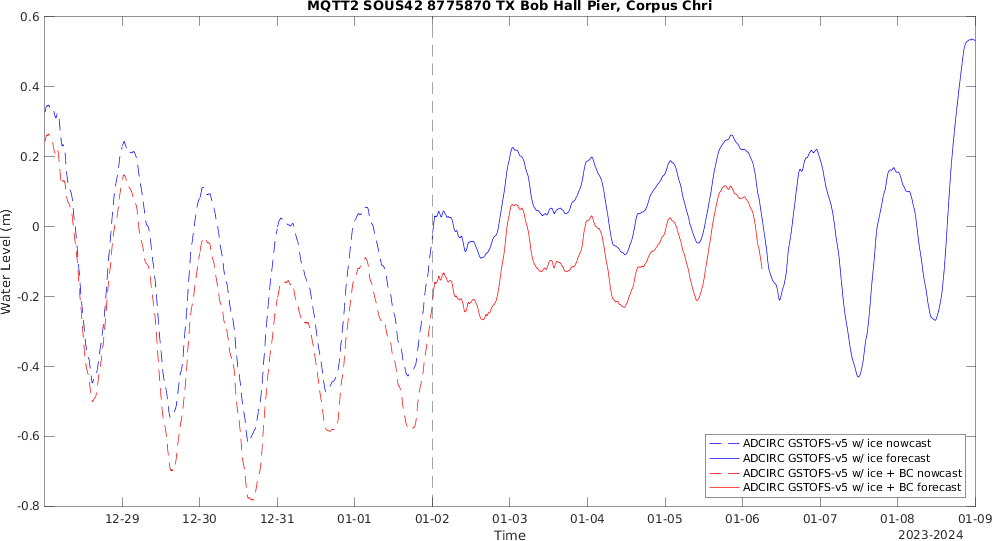 MQTT2 SOUS42 8775870 TX Bob Hall Pier, Corpus Chri
0.6
0.4
0.2
0
-0.2
-0.4
-0.6
-0.8
Water Level (m)
ADCIRC GSTOFS-v5 w/ ice nowcast
ADCIRC GSTOFS-v5 w/ ice forecast
ADCIRC GSTOFS-v5 w/ ice + BC nowcast
ADCIRC GSTOFS-v5 w/ ice + BC forecast
12-29 12-30 12-31 01-01 01-02 01-03 01-04 01-05 01-06 01-07 01-08 01-09
Time
2023-2024